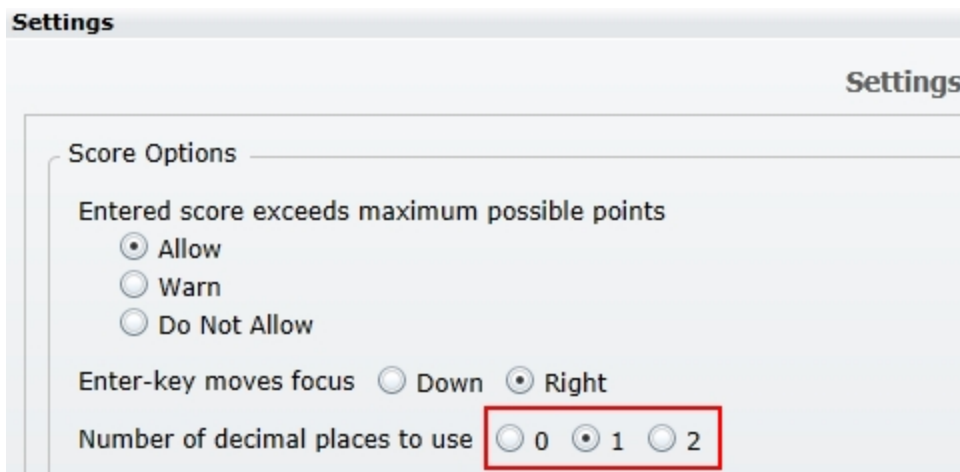 Settings
Settings
Score Options
Entered score exceeds maximum possible points
Allow
Warn
Do Not Allow
Enter-key moves focus Down Right
Number of decimal places to use 0 1 2